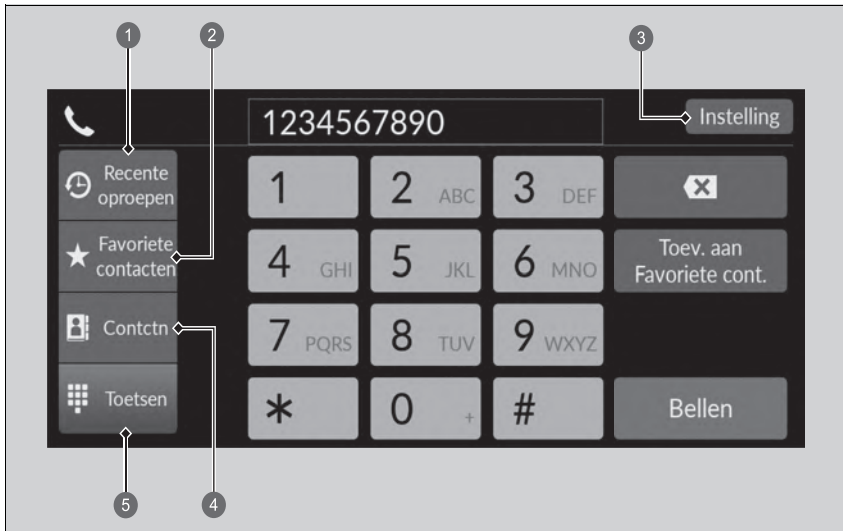 1
2
3
1234567890
Instelling
Recente
oproepen
Favoriete
contacten
Contctn
Toetsen
1
2 ABC
3 DEF
4 GHI
5 JKL
6 MNO
7 PQRS
8 TUV
9 WXYZ
*
0 +
#
Toev. aan
Favoriete cont.
Bellen
5
4